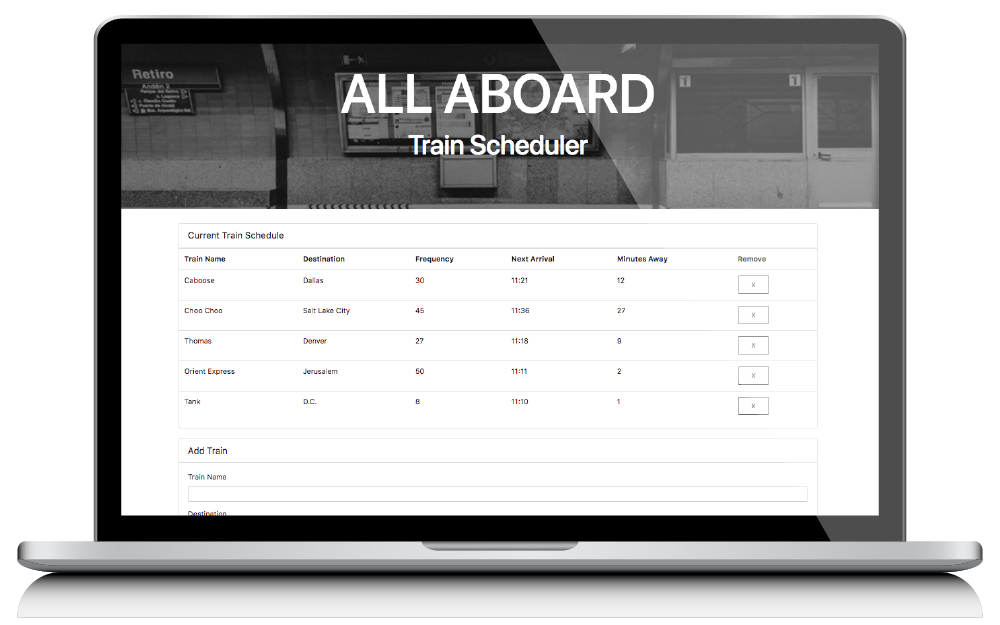 Retiro
Andén 2
ALL ABOARD
Train Scheduler
1
1
Current Train Schedule
Train Name Destination Frequency Next Arrival Minutes Away Remove
Caboose Dallas 30 11:21 12 X
Choo Choo Salt Lake City 45 11:36 27 X
Thomas Denver 27 11:18 9 X
Orient Express Jerusalem 50 11:11 2 X
Tank D.C. 8 11:10 1 X
Add Train
Train Name
Destination